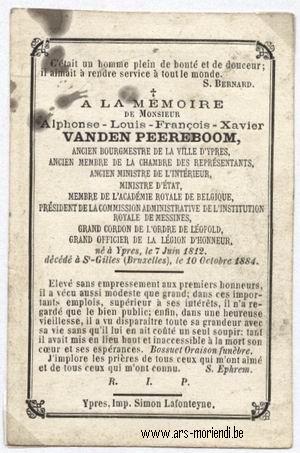 C'était un homme plein de bonté et de douceur;
il aimait à rendre service à tout le monde.
S. BERNARD.
A LA MÉMOIRE
DE MONSIEUR
Alphonse - Louis - François - Xavier
VANDEN PEEREBOOM,
ANCIEN BOURGMESTRE DE LA VILLE D'YPRES,
ANCIEN MEMBRE DE LA CHAMBRE DES REPRÉSENTANTS,
ANCIEN MINISTRE DE L'INTÉRIEUR,
MINISTRE D'ÉTAT,
MEMBRE DE L'ACADÉMIE ROYALE DE BELGIQUE,
PRÉSIDENT DE LA COMMISSION ADMINISTRATIVE DE L'INSTITUTION
ROYALE DE MESSINES,
GRAND CORDON DE L'ORDRE DE LÉOPOLD,
GRAND OFFICIER DE LA LÉGION D'HONNEUR,
né à Ypres, le 7 Juin 1812.
décédé à St-Gilles (Bruxelles), le 10 Octobre 1884.
Elevé sans empressement aux premiers honneurs,
il a vécu aussi modeste que grand; dans ces impor-
tants emplois, supérieur à ses intérêts, il n'a re-
gardé que le bien public; enfin, dans une heureuse
vieillesse, il a vu disparaître toute sa grandeur avec
sa vie sans qu'il lui en ait coûté un seul soupir; tant
il avait mis en lieu haut et inaccessible à la mort son
cœur et ses espérances. Bossuet Oraison funèbre.
J'implore les prières de tous ceux qui m'ont aimé
et de tous ceux qui m'ont connu. S. Ephrem.
R. I. P.
Ypres, Imp. Simon Lafonteyne.
www.ars-moriendi.be